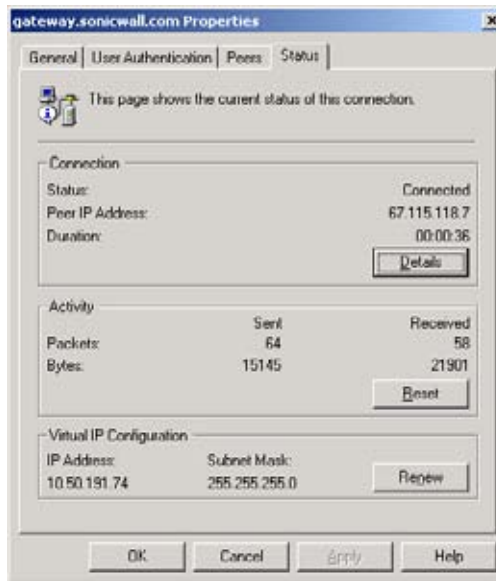 gateway.sonicwall.com Properties
General User Authentication Peers Status
This page shows the current status of this connection.
Connection
Status: Connected
Peer IP Address: 67.115.118.7
Duration: 00:00:36
Details
Activity
Sent Received
Packets: 64 58
Bytes: 15145 21901
Reset
Virtual IP Configuration
IP Address: Subnet Mask:
10.50.191.74 255.255.255.0 Renew
OK Cancel Apply Help